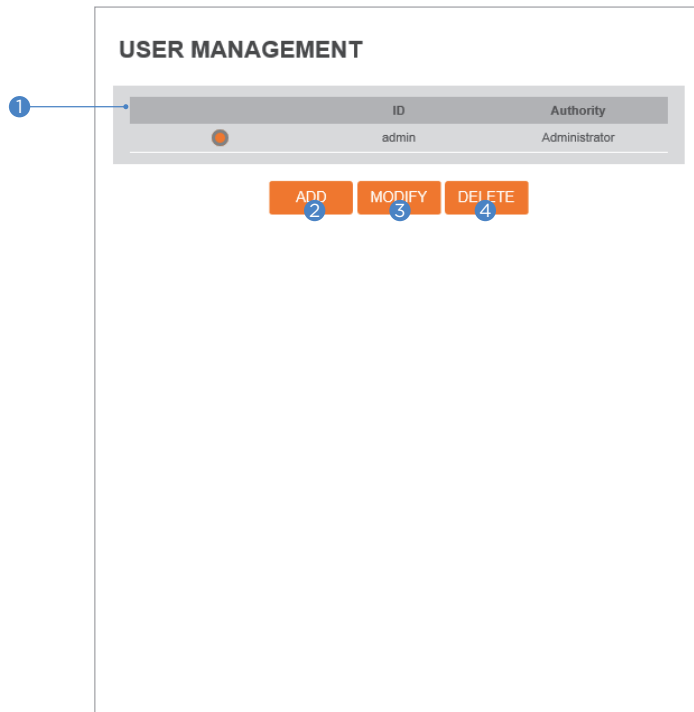 USER MANAGEMENT
1
ID Authority
admin Administrator
ADD MODIFY DELETE
2 3 4